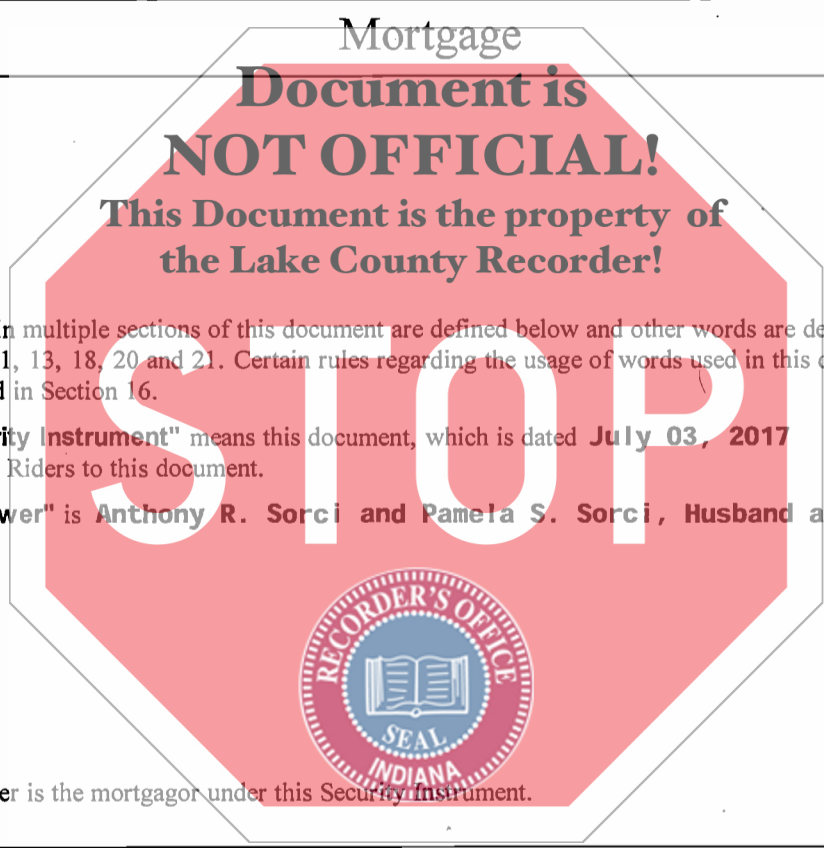 Mortgage
Document is
NOT OFFICIAL!
This Document is the property of
the Lake County Recorder!
in multiple sections of this document are defined below and other words are de
1, 13, 18, 20 and 21. Certain rules regarding the usage of words used in this
in Section 16.
ity Instrument" means this document, which is dated July 03, 2017
Riders to this document.
wer" is Anthony R. Sorci and Pamela S. Sorci, Husband a
STOP
RECORDER'S OFFICE
SEAL
INDIANA
er is the mortgagor under this Security Instrument.